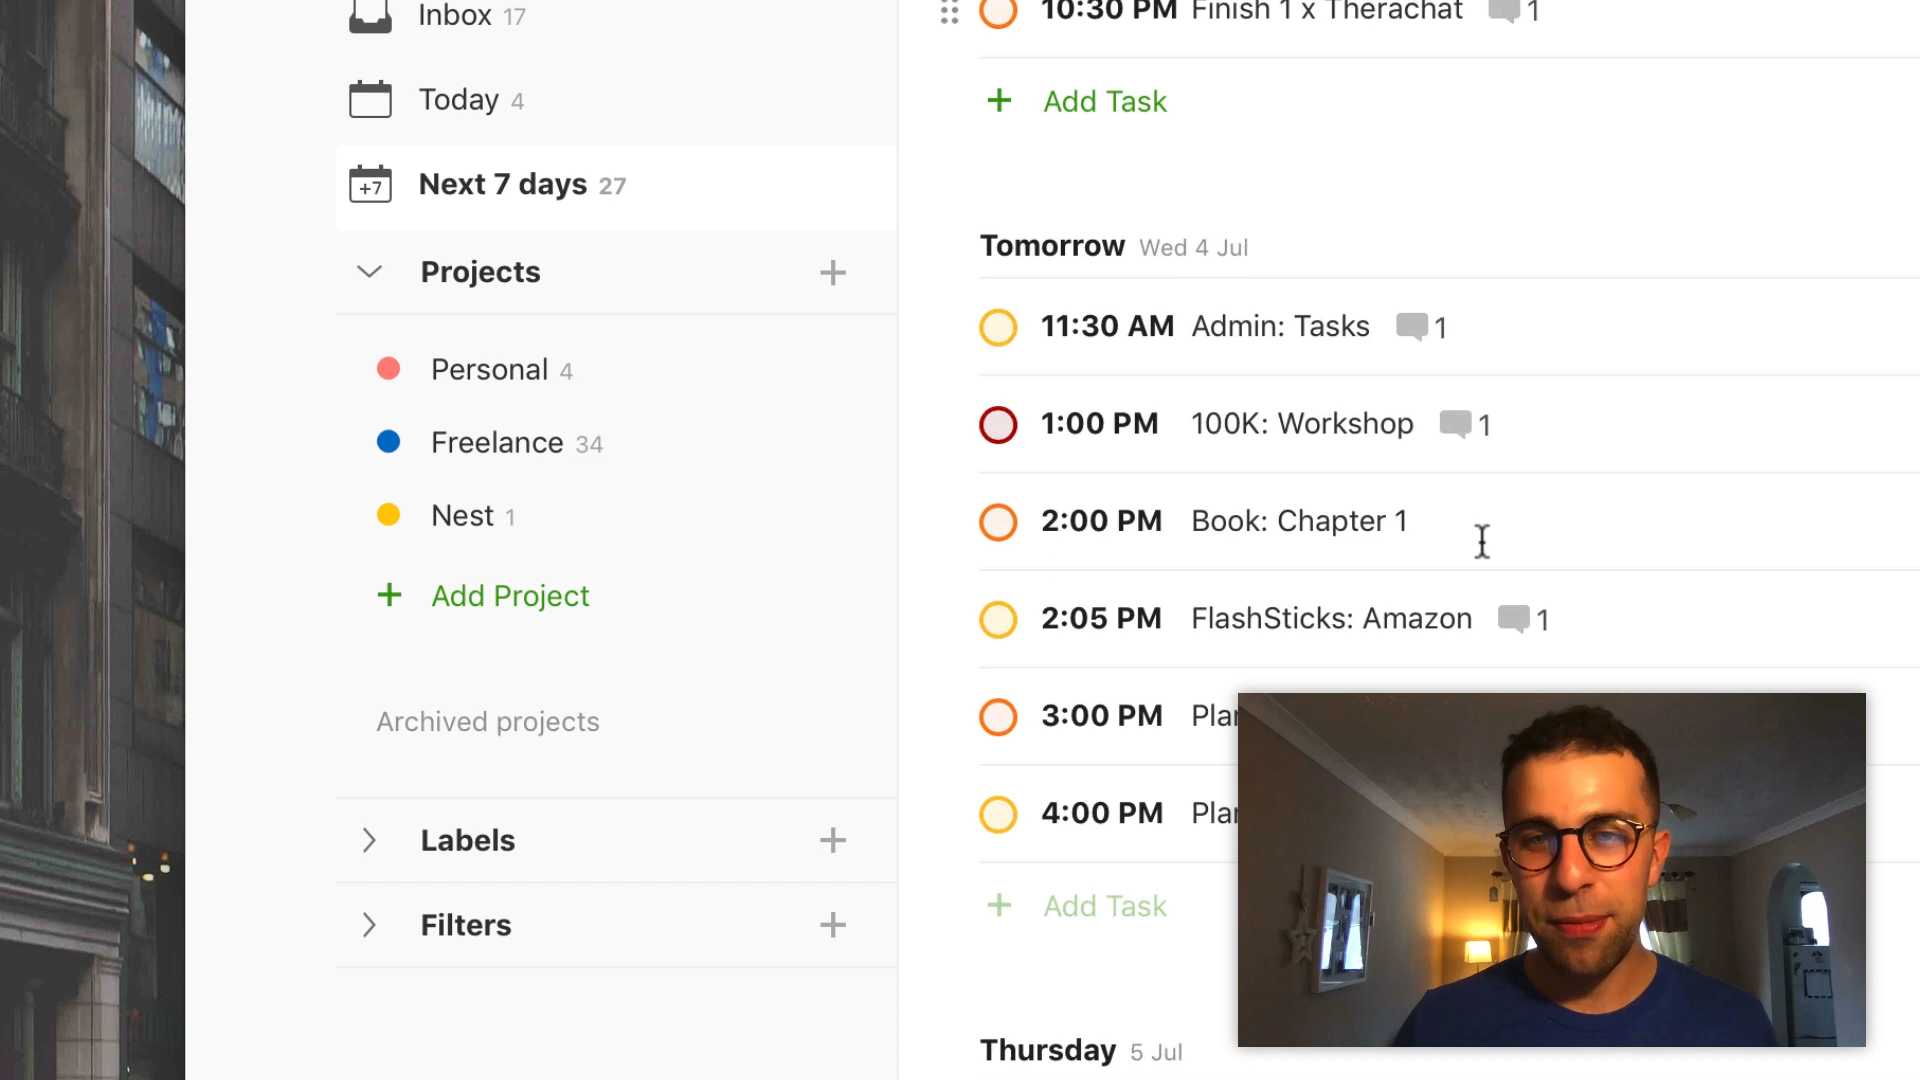 Inbox 17
Today 4
+7 Next 7 days 27
Projects
Personal 4
Freelance 34
Nest 1
+ Add Project
Archived projects
Labels
Filters
10:30 PM Finish 1 x Therachat 1
+ Add Task
Tomorrow Wed 4 Jul
11:30 AM Admin: Tasks 1
1:00 PM 100K: Workshop 1
2:00 PM Book: Chapter 1
2:05 PM FlashSticks: Amazon 1
3:00 PM
4:00 PM
+ Add Task
Thursday 5 Jul